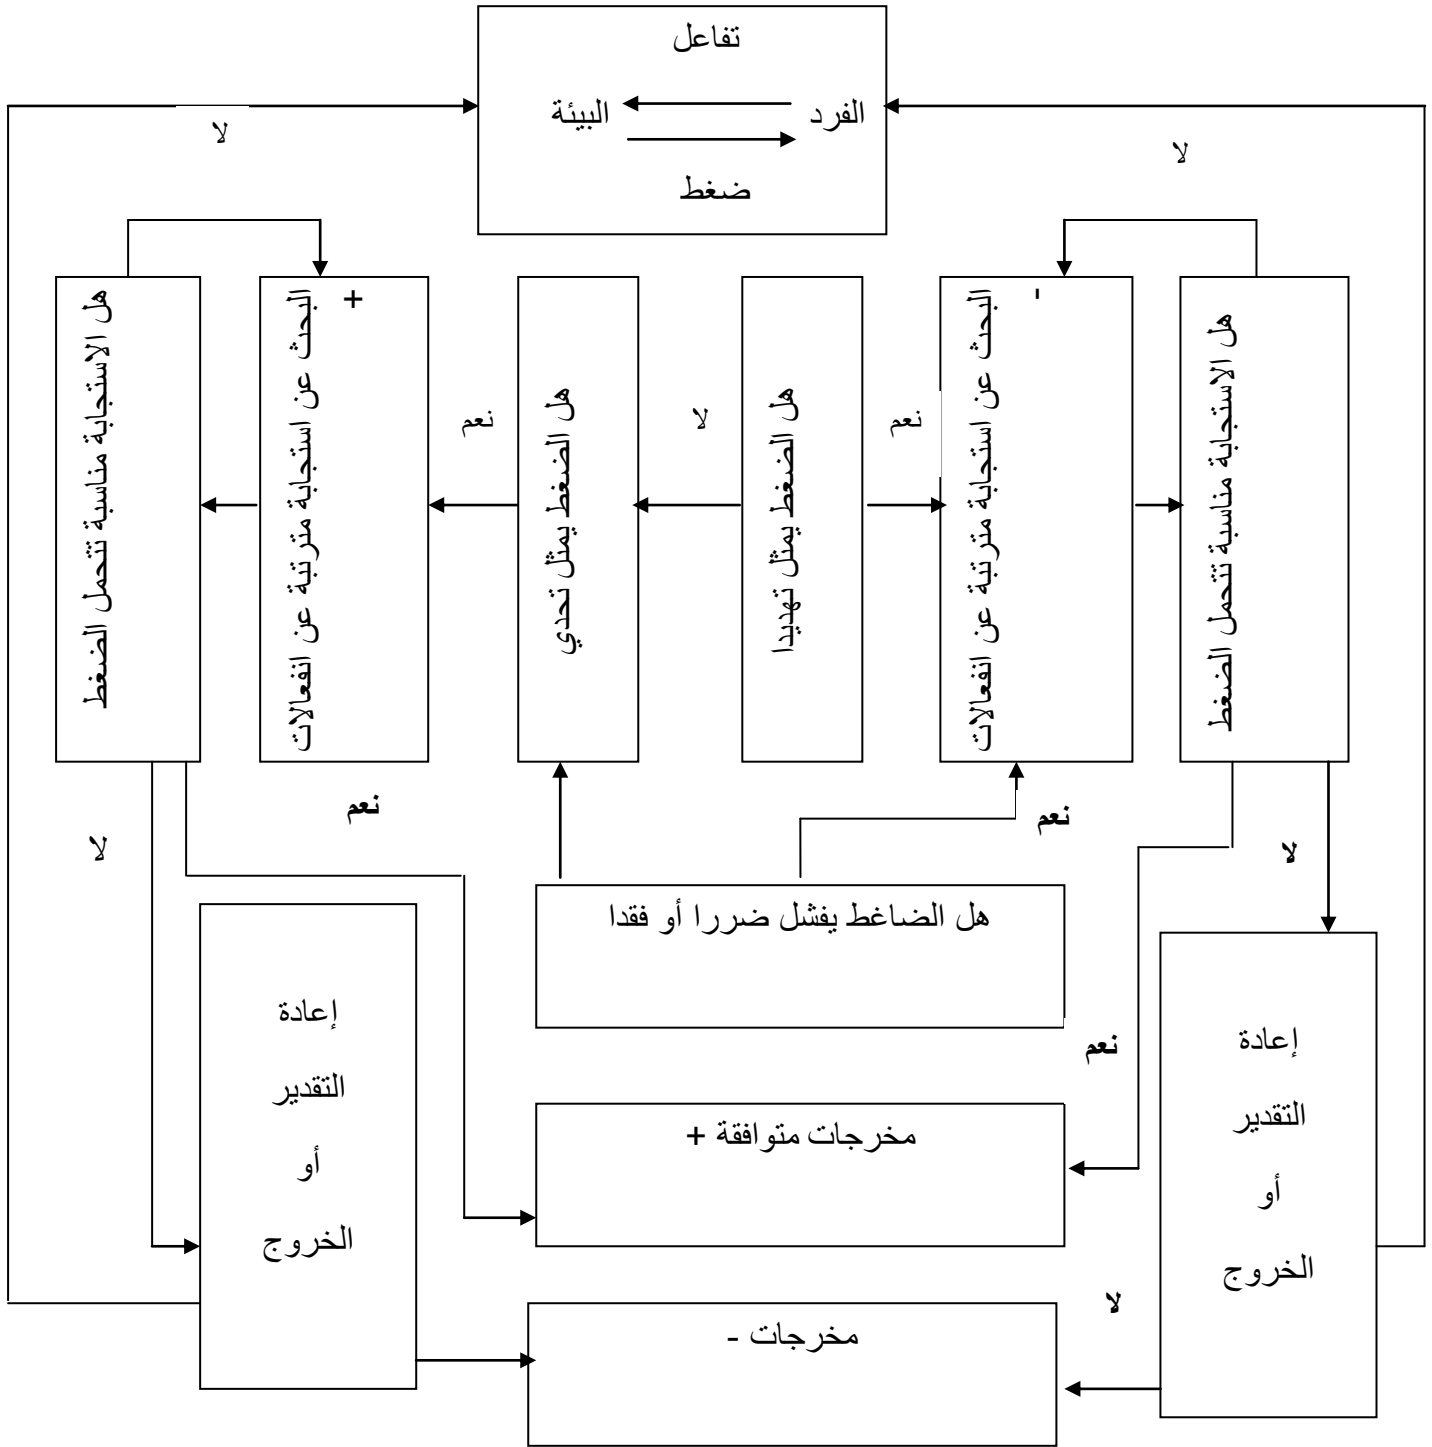 تفاعل
الفرد
البيئة
ضغط
لا
لا
هل الاستجابة مناسبة تتحمل الضغط
-
البحث عن استجابة مترتبة عن انفعالات
نعم
هل الضغط يمثل تهديدا
لا
هل الضغط يمثل تحدي
نعم
+
البحث عن استجابة مترتبة عن انفعالات
هل الاستجابة مناسبة تتحمل الضغط
نعم
نعم
لا
لا
هل الضاغط يفشل ضررا أو فقدا
إعادة
التقدير
أو
الخروج
نعم
إعادة
التقدير
أو
الخروج
مخرجات متوافقة +
لا
مخرجات -